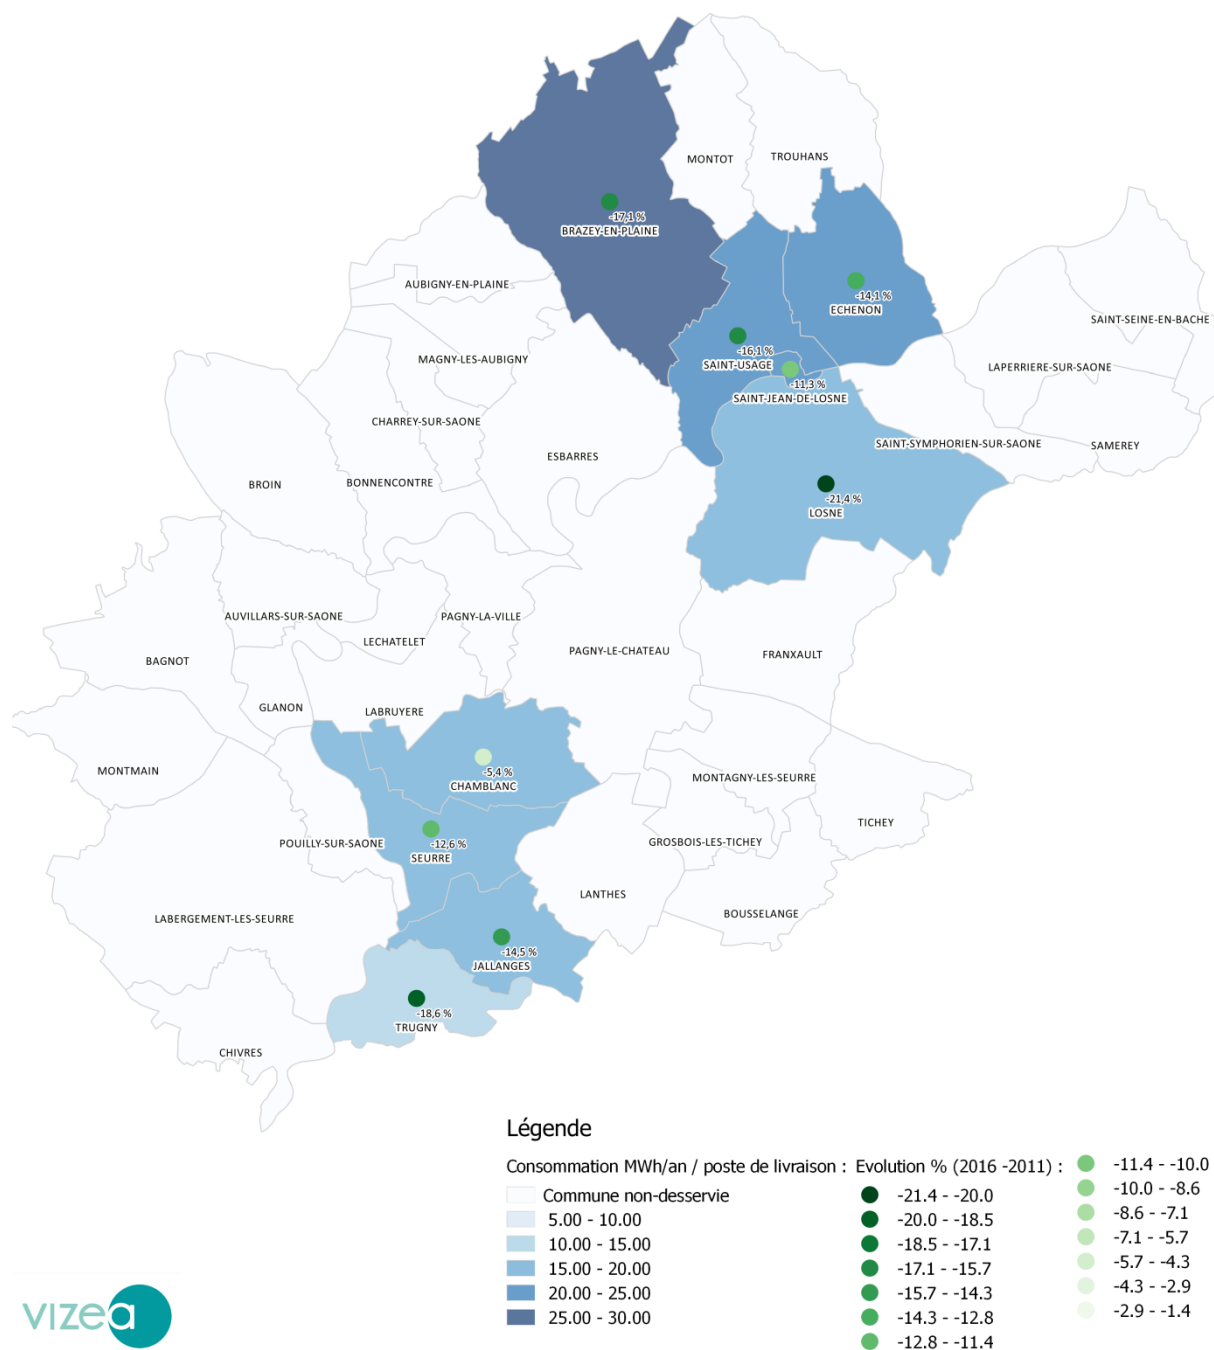 MONTOT
TROUHANS
-17,1 %
BRAZEY-EN-PLAINE
AUBIGNY-EN-PLAINE
-14,1 %
ECHENON
SAINT-SEINE-EN-BACHE
-16,1 %
SAINT-USAGE
MAGNY-LES-AUBIGNY
LAPERRIERE-SUR-SAONE
-11,3 %
SAINT-JEAN-DE-LOSNE
CHARREY-SUR-SAONE
SAINT-SYMPHORIEN-SUR-SAONE
SAMEREY
ESBARRES
BROIN
BONNENCONTRE
-21,4 %
LOSNE
AUVILLARS-SUR-SAONE
PAGNY-LA-VILLE
LECHATELET
PAGNY-LE-CHATEAU
FRANXAULT
BAGNOT
GLANON
LABRUYERE
MONTMAIN
-5,4 %
CHAMBLANC
MONTAGNY-LES-SEURRE
TICHEY
POUILLY-SUR-SAONE
-12,6 %
SEURRE
GROSBOIS-LES-TICHEY
LANTHES
BOUSSELANGE
LABERGEMENT-LES-SEURRE
-14,5 %
JALLANGES
-18,6 %
TRUGNY
CHIVRES
Légende
Consommation MWh/an / poste de livraison :
Commune non-desservie
5.00 - 10.00
10.00 - 15.00
15.00 - 20.00
20.00 - 25.00
25.00 - 30.00
Evolution % (2016 -2011) :
-21.4 - -20.0
-20.0 - -18.5
-18.5 - -17.1
-17.1 - -15.7
-15.7 - -14.3
-14.3 - -12.8
-12.8 - -11.4
-11.4 - -10.0
-10.0 - -8.6
-8.6 - -7.1
-7.1 - -5.7
-5.7 - -4.3
-4.3 - -2.9
-2.9 - -1.4
vizea